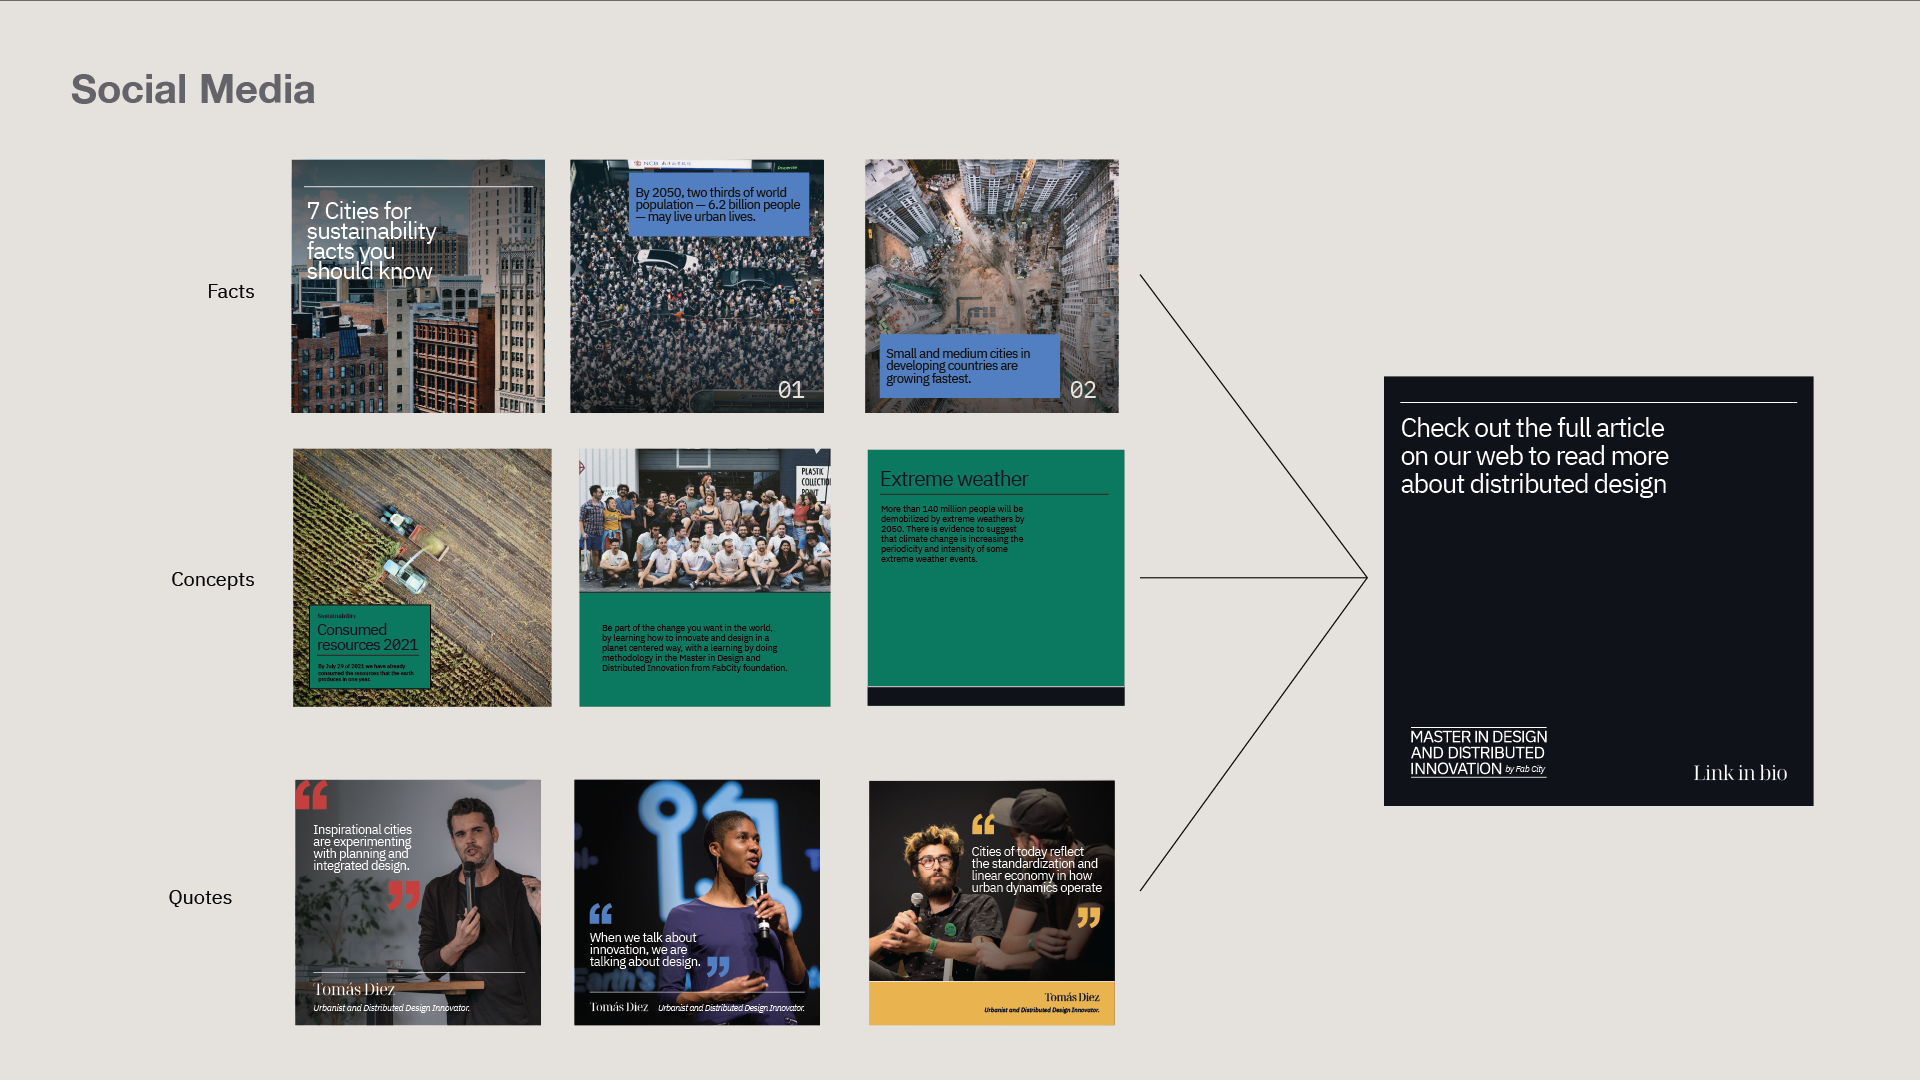 Social Media
Facts
7 Cities for
sustainability
facts you
should know
NCB
By 2050, two thirds of world
population — 6.2 billion people
— may live urban lives.
01
Small and medium cities in
developing countries are
growing fastest.
02
Concepts
Sustainability
Consumed
resources 2021
By July 29 of 2021 we have already
consumed the resources that the earth
produces in one year.
PLASTIC
COLLECTION
POINT
Be part of the change you want in the world,
by learning how to innovate and design in a
planet centered way, with a learning by doing
methodology in the Master in Design and
Distributed Innovation from FabCity foundation.
Extreme weather
More than 140 million people will be
demobilized by extreme weathers by
2050. There is evidence to suggest
that climate change is increasing the
periodicity and intensity of some
extreme weather events.
Quotes
“
Inspirational cities
are experimenting
with planning and
integrated design.
”
Tomás Diez
Urbanist and Distributed Design Innovator.
“
When we talk about
innovation, we are
talking about design. ”
Tomás Diez Urbanist and Distributed Design Innovator.
“
Cities of today reflect
the standardization and
linear economy in how
urban dynamics operate
”
Tomás Diez
Urbanist and Distributed Design Innovator.
Check out the full article
on our web to read more
about distributed design
MASTER IN DESIGN
AND DISTRIBUTED
INNOVATION by Fab City
Link in bio